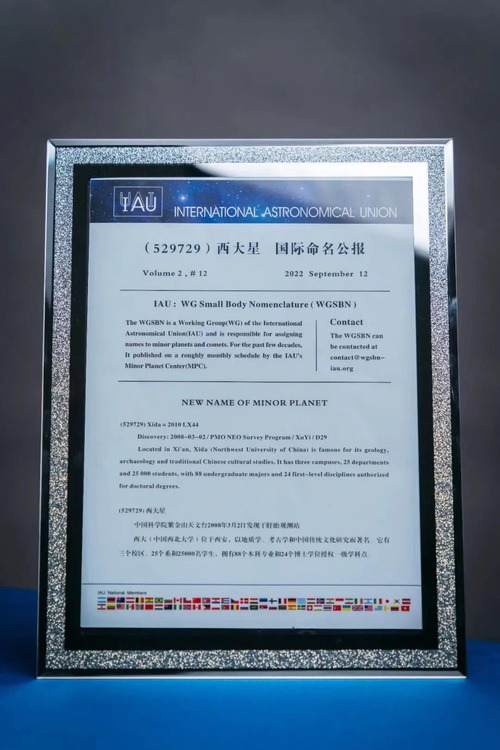 IAU
INTERNATIONAL ASTRONOMICAL UNION
（529729）西大星 国际命名公报
Volume 2 , # 12
2022 September 12
IAU : WG Small Body Nomenclature ( WGSBN )
The WGSBN is a Working Group(WG) of the International
Astronomical Union(IAU) and is responsible for assigning
names to minor planets and comets. For the past few decades,
It published on a roughly monthly schedule by the IAU's
Minor Planet Center(MPC).
Contact
The WGSBN can
be contacted at
contact@wgsbn-
iau.org
NEW NAME OF MINOR PLANET
(529729) Xida = 2010 LX44
Discovery: 2008-03-02 / PMO NEO Survey Program / XuYi / D29
Located in Xi'an, Xida (Northwest University of China) is famous for its geology,
archaeology and traditional Chinese cultural studies. It has three campuses, 25 departments
and 25 000 students, with 88 undergraduate majors and 24 first-level disciplines authorized
for doctoral degrees.
(529729) 西大星
中国科学院紫金山天文台2008年3月2日发现于盱眙观测站
西大（中国西北大学）位于西安，以地质学、考古学和中国传统文化研究而著名。它有
三个校区，25个系和25000名学生，拥有88个本科专业和24个博士学位授权一级学科点
IAU National Members